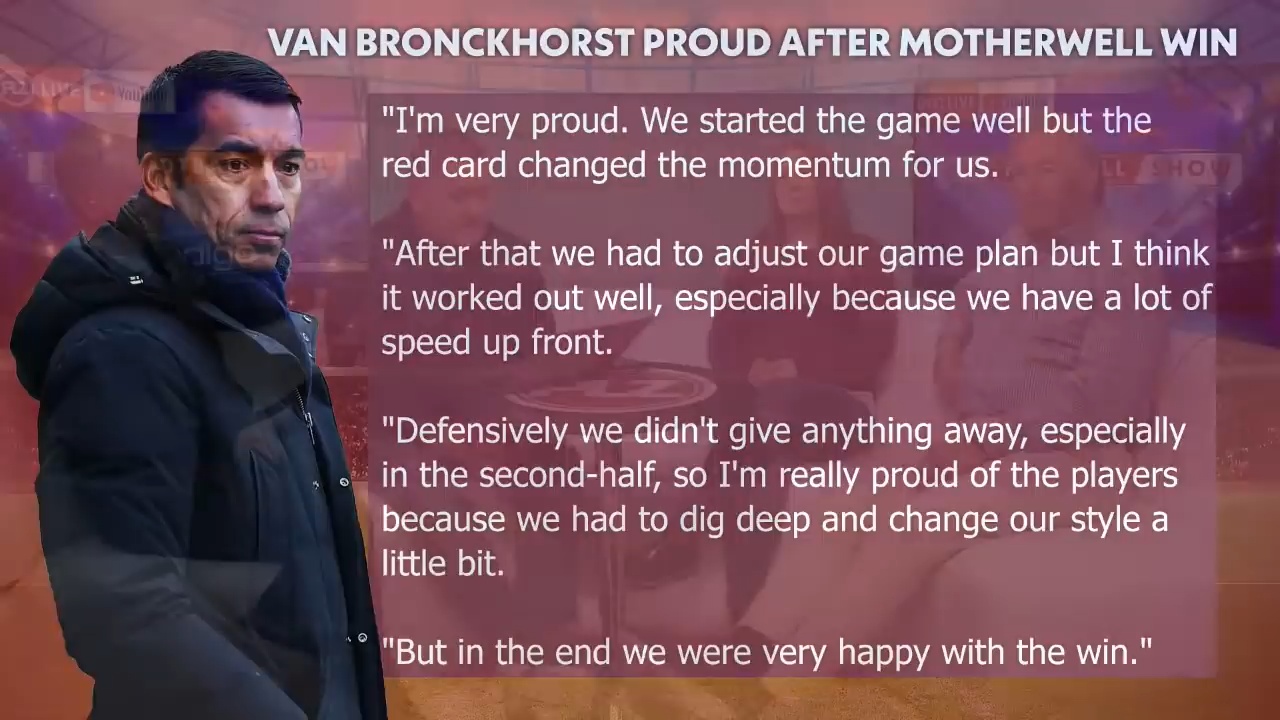 VAN BRONCKHORST PROUD AFTER MOTHERWELL WIN
LIVE
YouTube
"I'm very proud. We started the game well but the
red card changed the momentum for us.
SHOW
"After that we had to adjust our game plan but I think
it worked out well, especially because we have a lot of
speed up front.
"Defensively we didn't give anything away, especially
in the second-half, so I'm really proud of the players
because we had to dig deep and change our style a
little bit.
"But in the end we were very happy with the win."